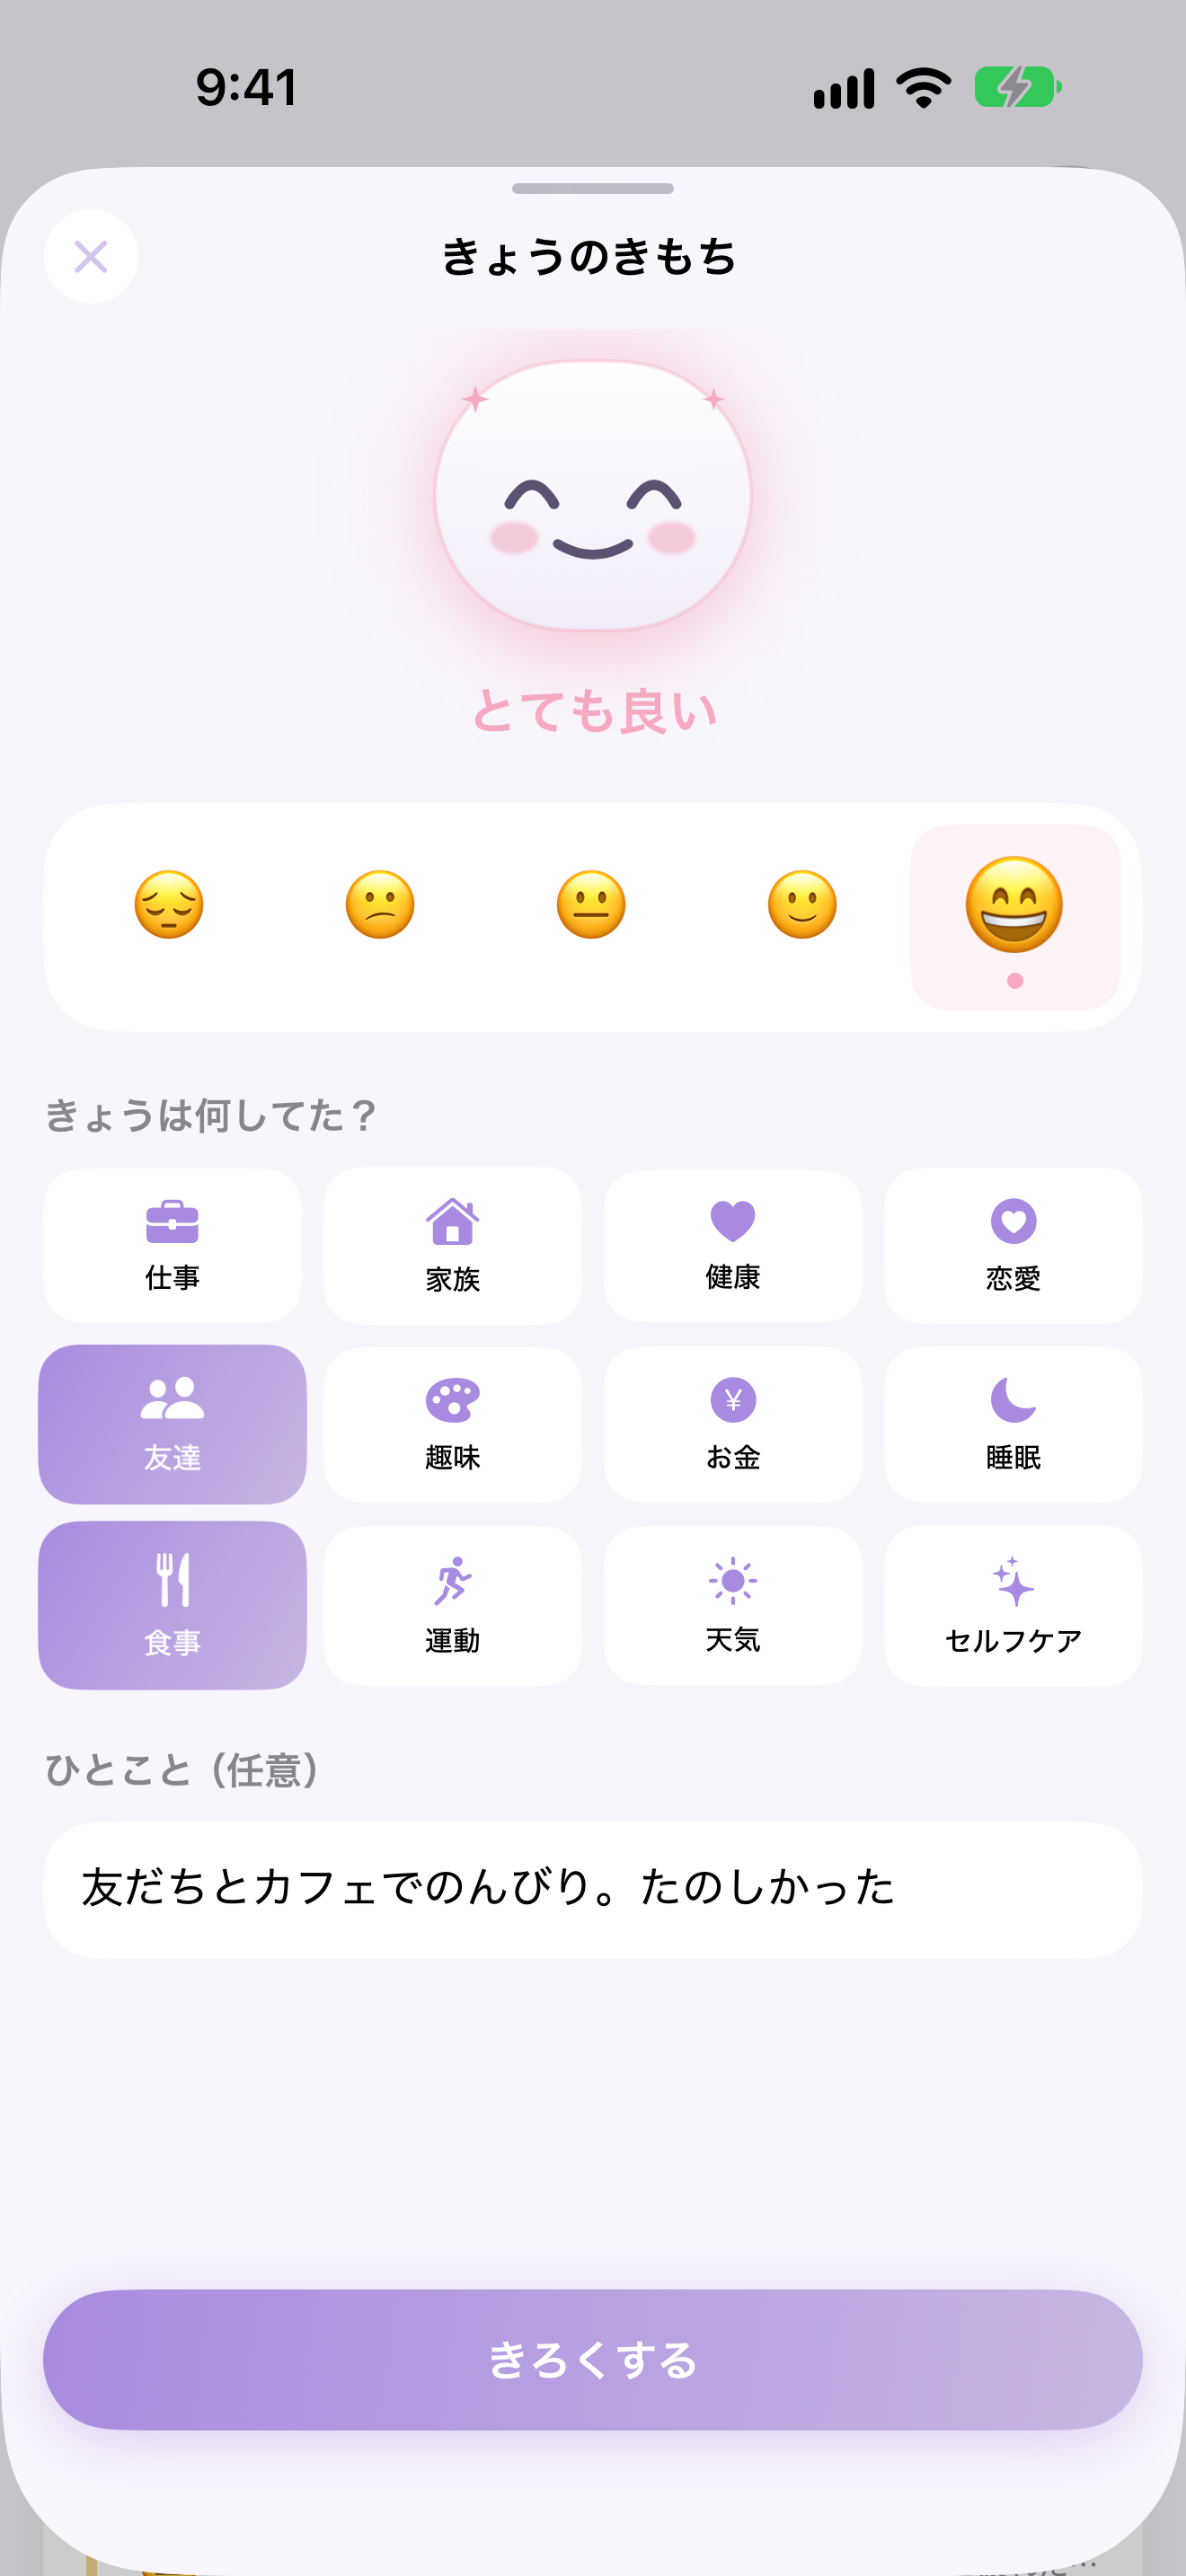 9:41
きょうのきもち
とても良い
きょうは何してた？
仕事
家族
健康
恋愛
友達
趣味
お金
睡眠
食事
運動
天気
セルフケア
ひとこと（任意）
友だちとカフェでのんびり。たのしかった
きろくする